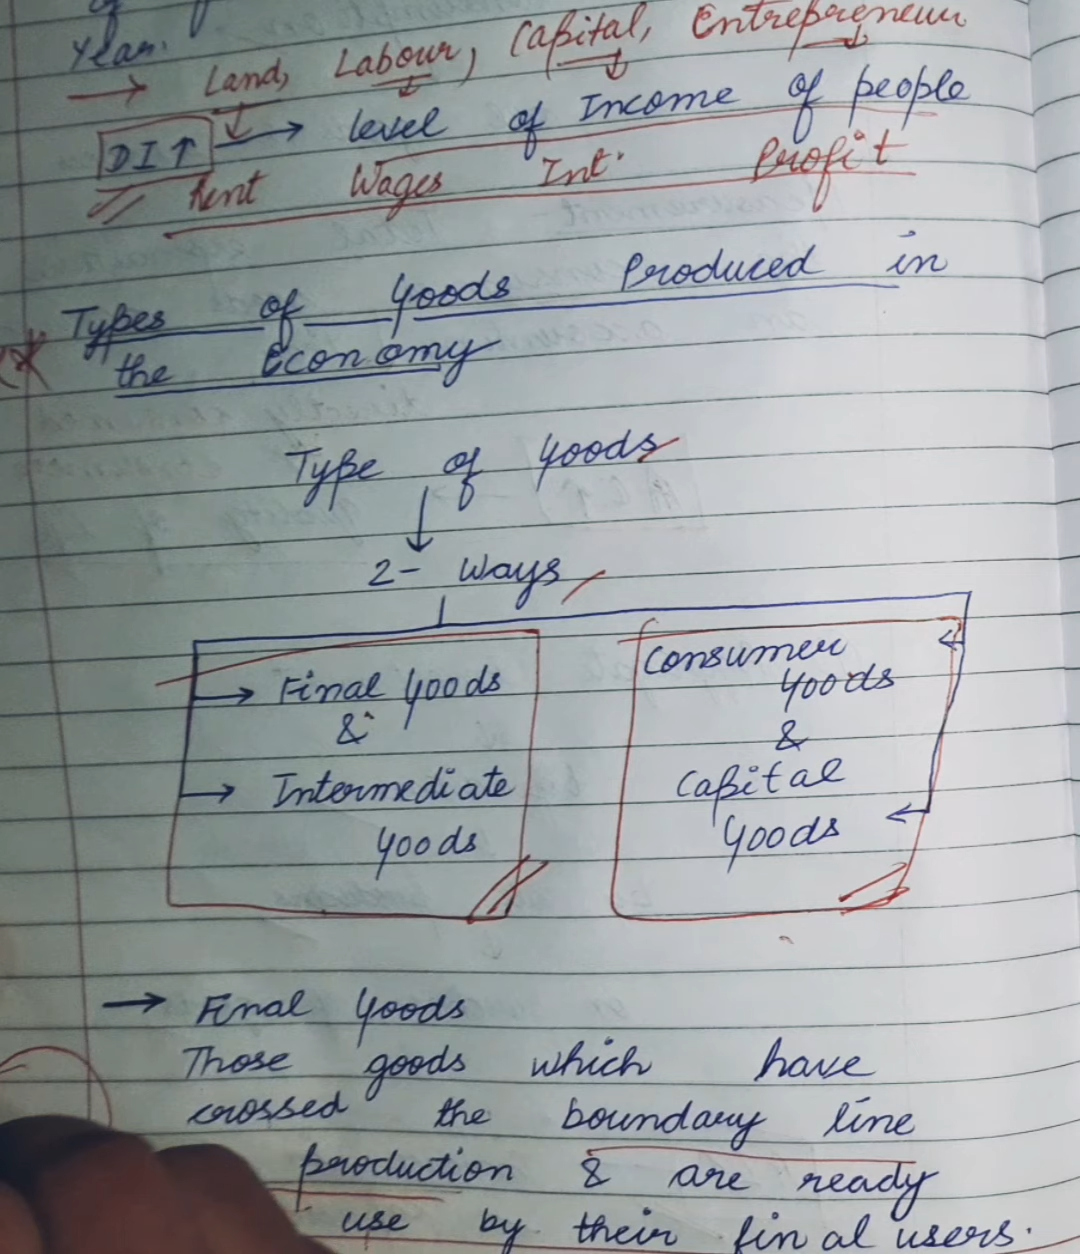 of
Year.
→ Land, Labour, Capital, Entrepreneur
DI↑ → level of Income of people
Rent Wages Int. Profit
Types of Goods Produced in
the Economy
Type of Goods
↓
2- Ways
→ Final Goods
&
→ Intermediate
Goods
Consumer
Goods
&
Capital
Goods
→ Final Goods
Those goods which have
crossed the boundary line
production & are ready
use by their final users.